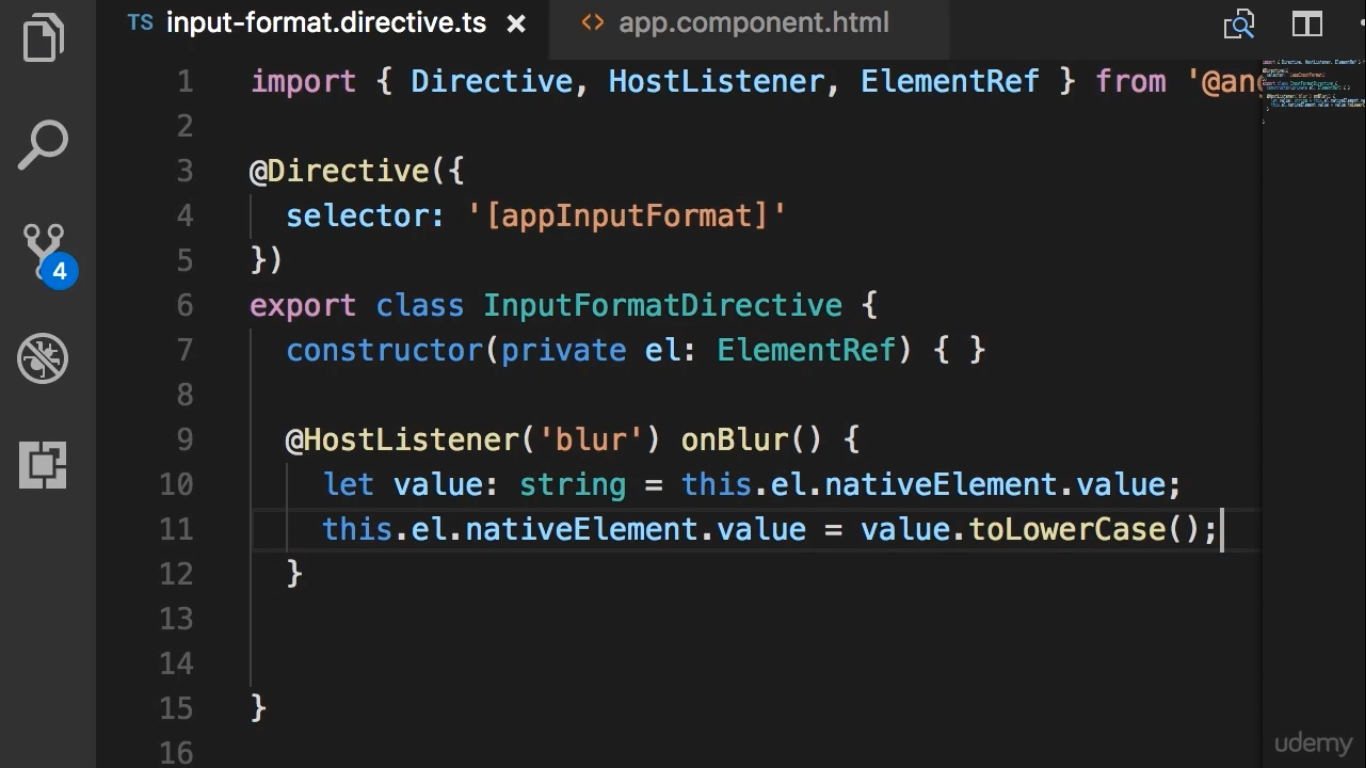 TS input-format.directive.ts × <> app.component.html
4
1 import { Directive, HostListener, ElementRef } from '@an
2
3 @Directive({
4   selector: '[appInputFormat]'
5 })
6 export class InputFormatDirective {
7   constructor(private el: ElementRef) { }
8
9   @HostListener('blur') onBlur() {
10     let value: string = this.el.nativeElement.value;
11     this.el.nativeElement.value = value.toLowerCase();
12   }
13
14
15 }
16
udemy